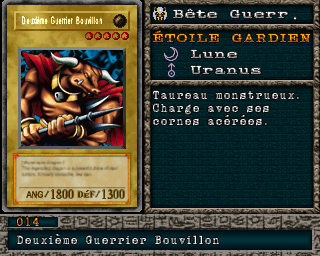 Deuxième Guerrier Bouvillon
ANG/1800 DéF/1300
Bête Guerr.
ÉTOILE GARDIEN
Lune
Uranus
Taureau monstrueux.
Charge avec ses
cornes acérées.
014
Deuxième Guerrier Bouvillon